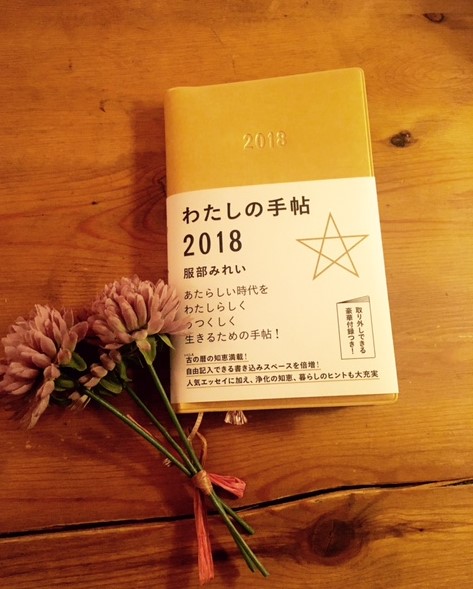 2018
わたしの手帖
2018
服部みれい
あたらしい時代を
わたしらしく
うつくしく
生きるための手帖！
取り外しできる
豪華付録つき！
古の暦の知恵満載！
自由記入できる書き込みスペースを倍増！
人気エッセイに加え、浄化の知恵、暮らしのヒントも大充実